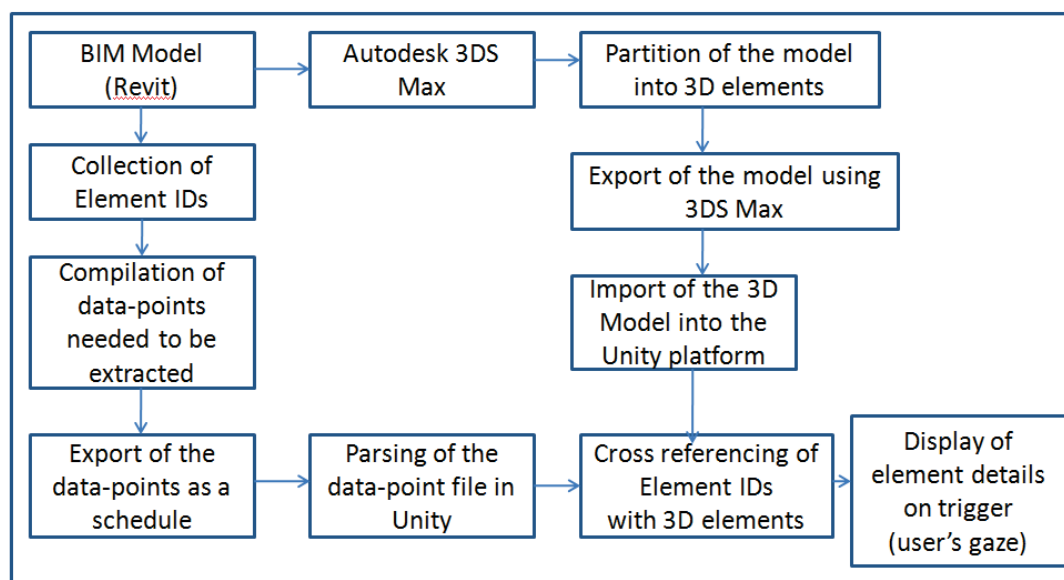 BIM Model
(Revit)
Autodesk 3DS
Max
Partition of the model
into 3D elements
Collection of
Element IDs
Export of the model using
3DS Max
Compilation of
data-points
needed to be
extracted
Import of the 3D
Model into the
Unity platform
Export of the
data-points as a
schedule
Parsing of the
data-point file in
Unity
Cross referencing of
Element IDs
with 3D elements
Display of
element details
on trigger
(user's gaze)